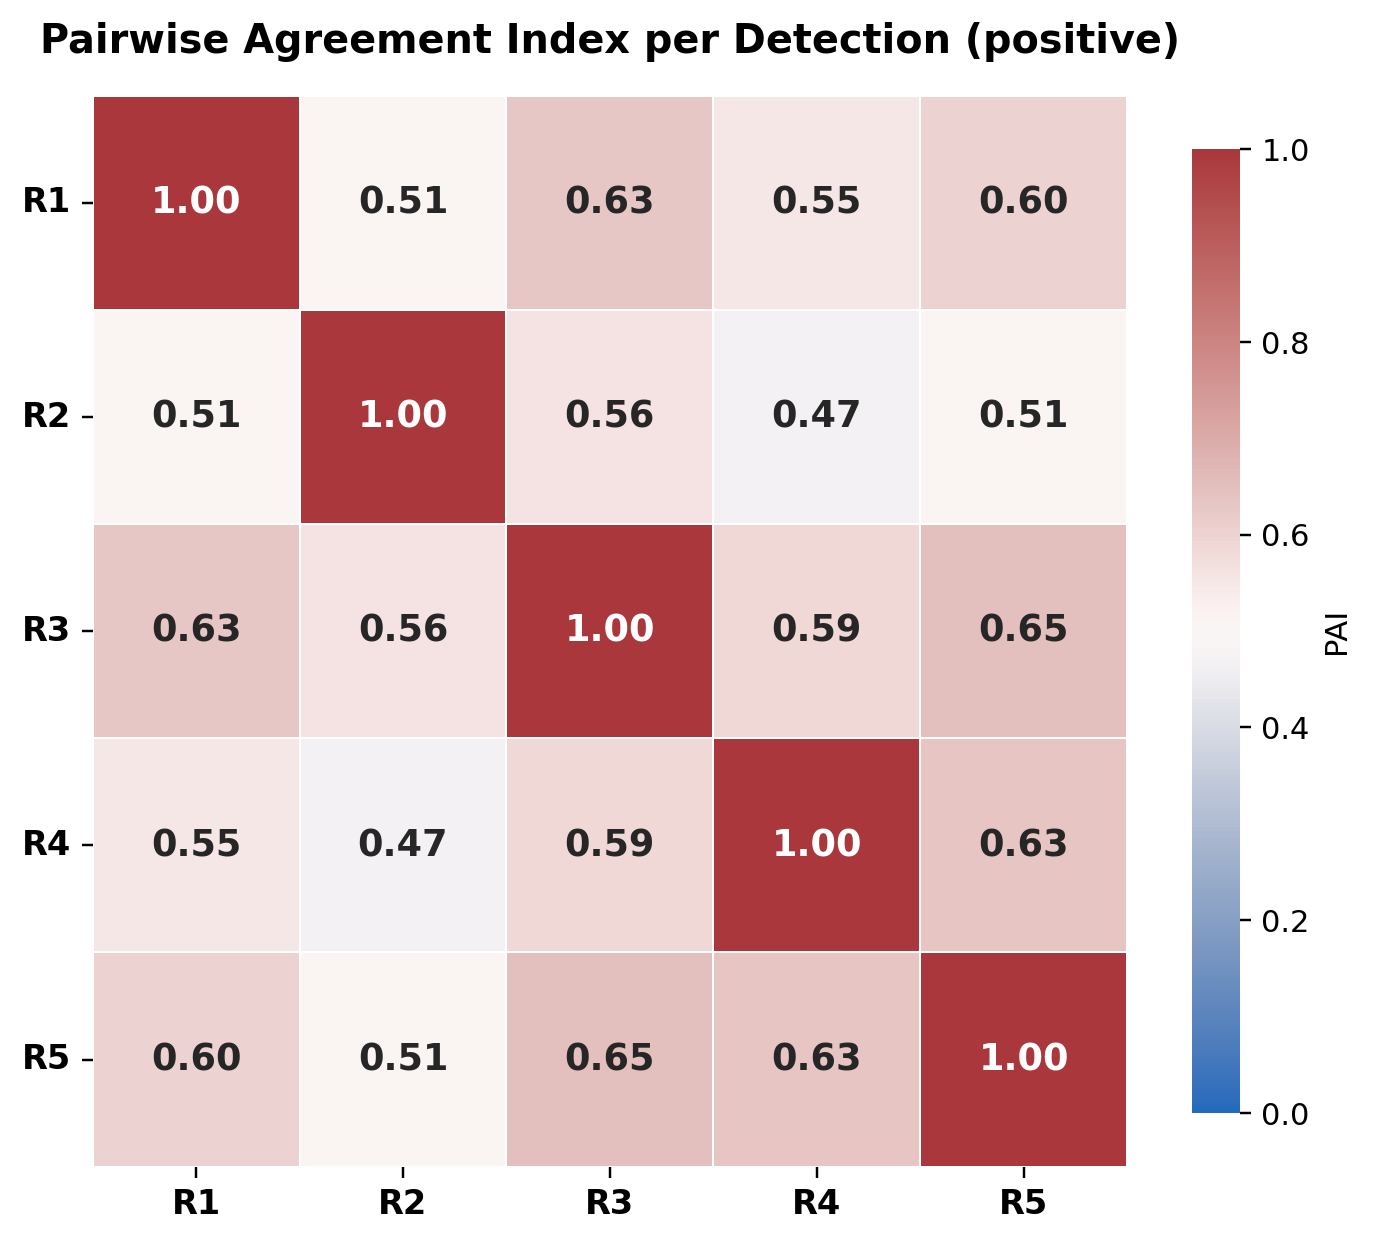 Pairwise Agreement Index per Detection (positive)
R1 1.00 0.51 0.63 0.55 0.60
R2 0.51 1.00 0.56 0.47 0.51
R3 0.63 0.56 1.00 0.59 0.65
R4 0.55 0.47 0.59 1.00 0.63
R5 0.60 0.51 0.65 0.63 1.00
R1 R2 R3 R4 R5
1.0
0.8
0.6
0.4
0.2
0.0
PAI